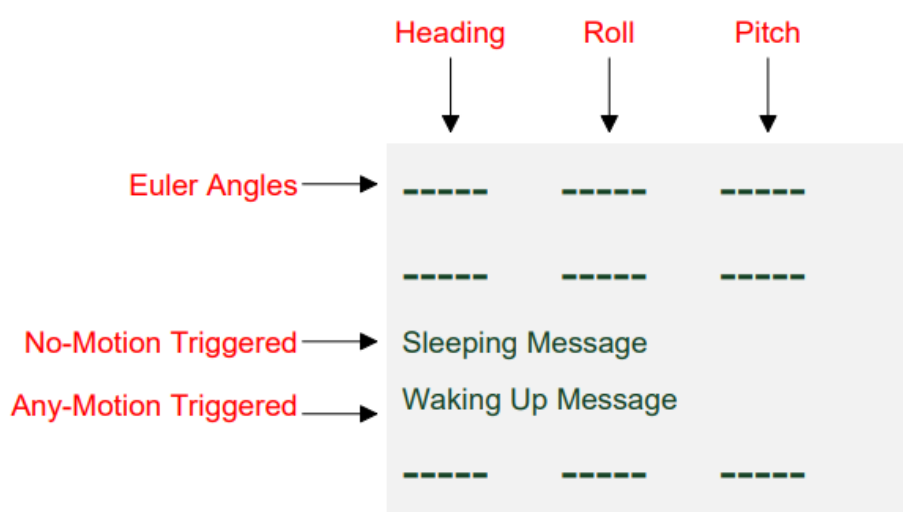 Heading Roll Pitch
Euler Angles ----- ----- -----
----- ----- -----
No-Motion Triggered Sleeping Message
Any-Motion Triggered Waking Up Message
----- ----- -----